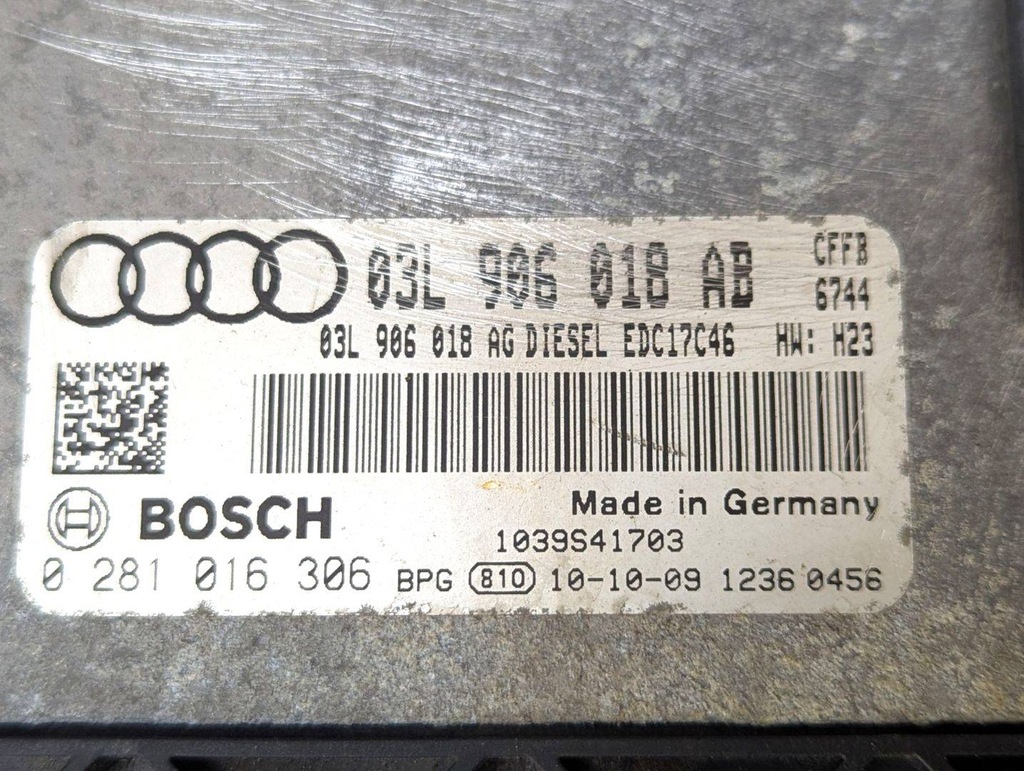 03L 906 018 AB CFFB
6744
03L 906 018 AG DIESEL EDC17C46 HW: H23
BOSCH
Made in Germany
1039S41703
0 281 016 306 BPG 810 10-10-09 1236 0456